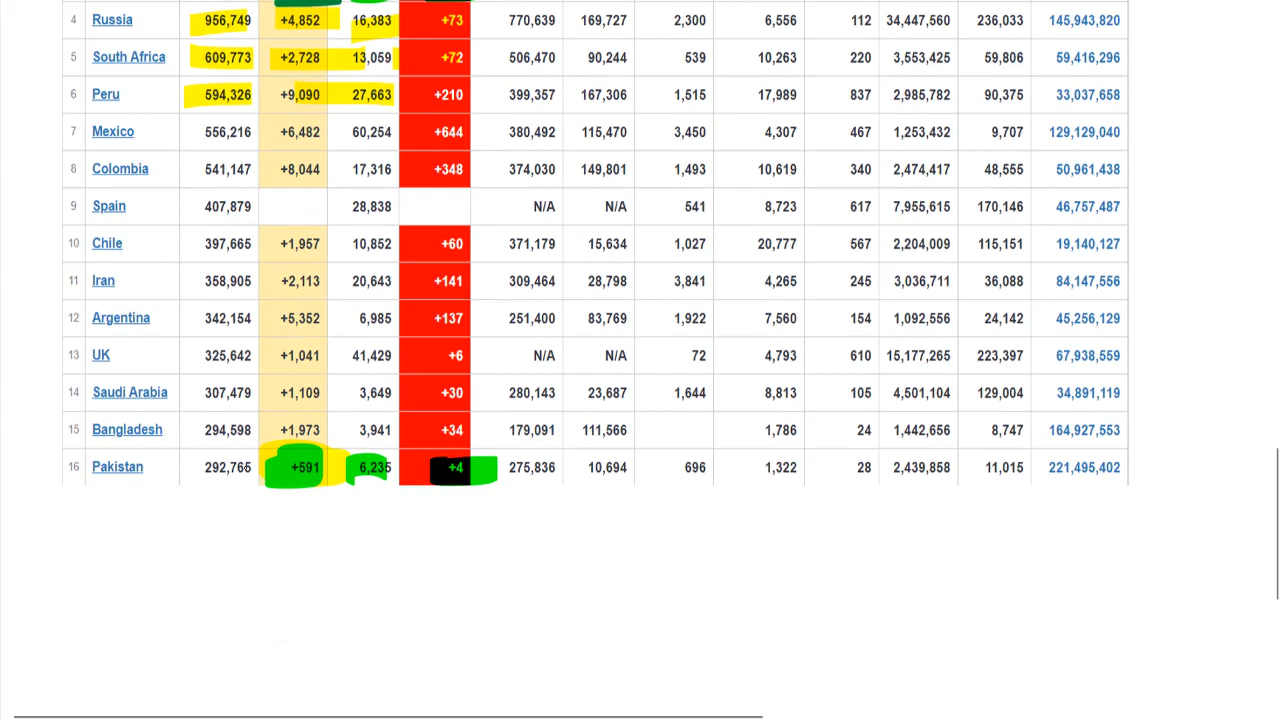 4 Russia 956,749 +4,852 16,383 +73 770,639 169,727 2,300 6,556 112 34,447,560 236,033 145,943,820
5 South Africa 609,773 +2,728 13,059 +72 506,470 90,244 539 10,263 220 3,553,425 59,806 59,416,296
6 Peru 594,326 +9,090 27,663 +210 399,357 167,306 1,515 17,989 837 2,985,782 90,375 33,037,658
7 Mexico 556,216 +6,482 60,254 +644 380,492 115,470 3,450 4,307 467 1,253,432 9,707 129,129,040
8 Colombia 541,147 +8,044 17,316 +348 374,030 149,801 1,493 10,619 340 2,474,417 48,555 50,961,438
9 Spain 407,879 28,838 N/A N/A 541 8,723 617 7,955,615 170,146 46,757,487
10 Chile 397,665 +1,957 10,852 +60 371,179 15,634 1,027 20,777 567 2,204,009 115,151 19,140,127
11 Iran 358,905 +2,113 20,643 +141 309,464 28,798 3,841 4,265 245 3,036,711 36,088 84,147,556
12 Argentina 342,154 +5,352 6,985 +137 251,400 83,769 1,922 7,560 154 1,092,556 24,142 45,256,129
13 UK 325,642 +1,041 41,429 +6 N/A N/A 72 4,793 610 15,177,265 223,397 67,938,559
14 Saudi Arabia 307,479 +1,109 3,649 +30 280,143 23,687 1,644 8,813 105 4,501,104 129,004 34,891,119
15 Bangladesh 294,598 +1,973 3,941 +34 179,091 111,566 1,786 24 1,442,656 8,747 164,927,553
16 Pakistan 292,765 +591 6,235 +4 275,836 10,694 696 1,322 28 2,439,858 11,015 221,495,402